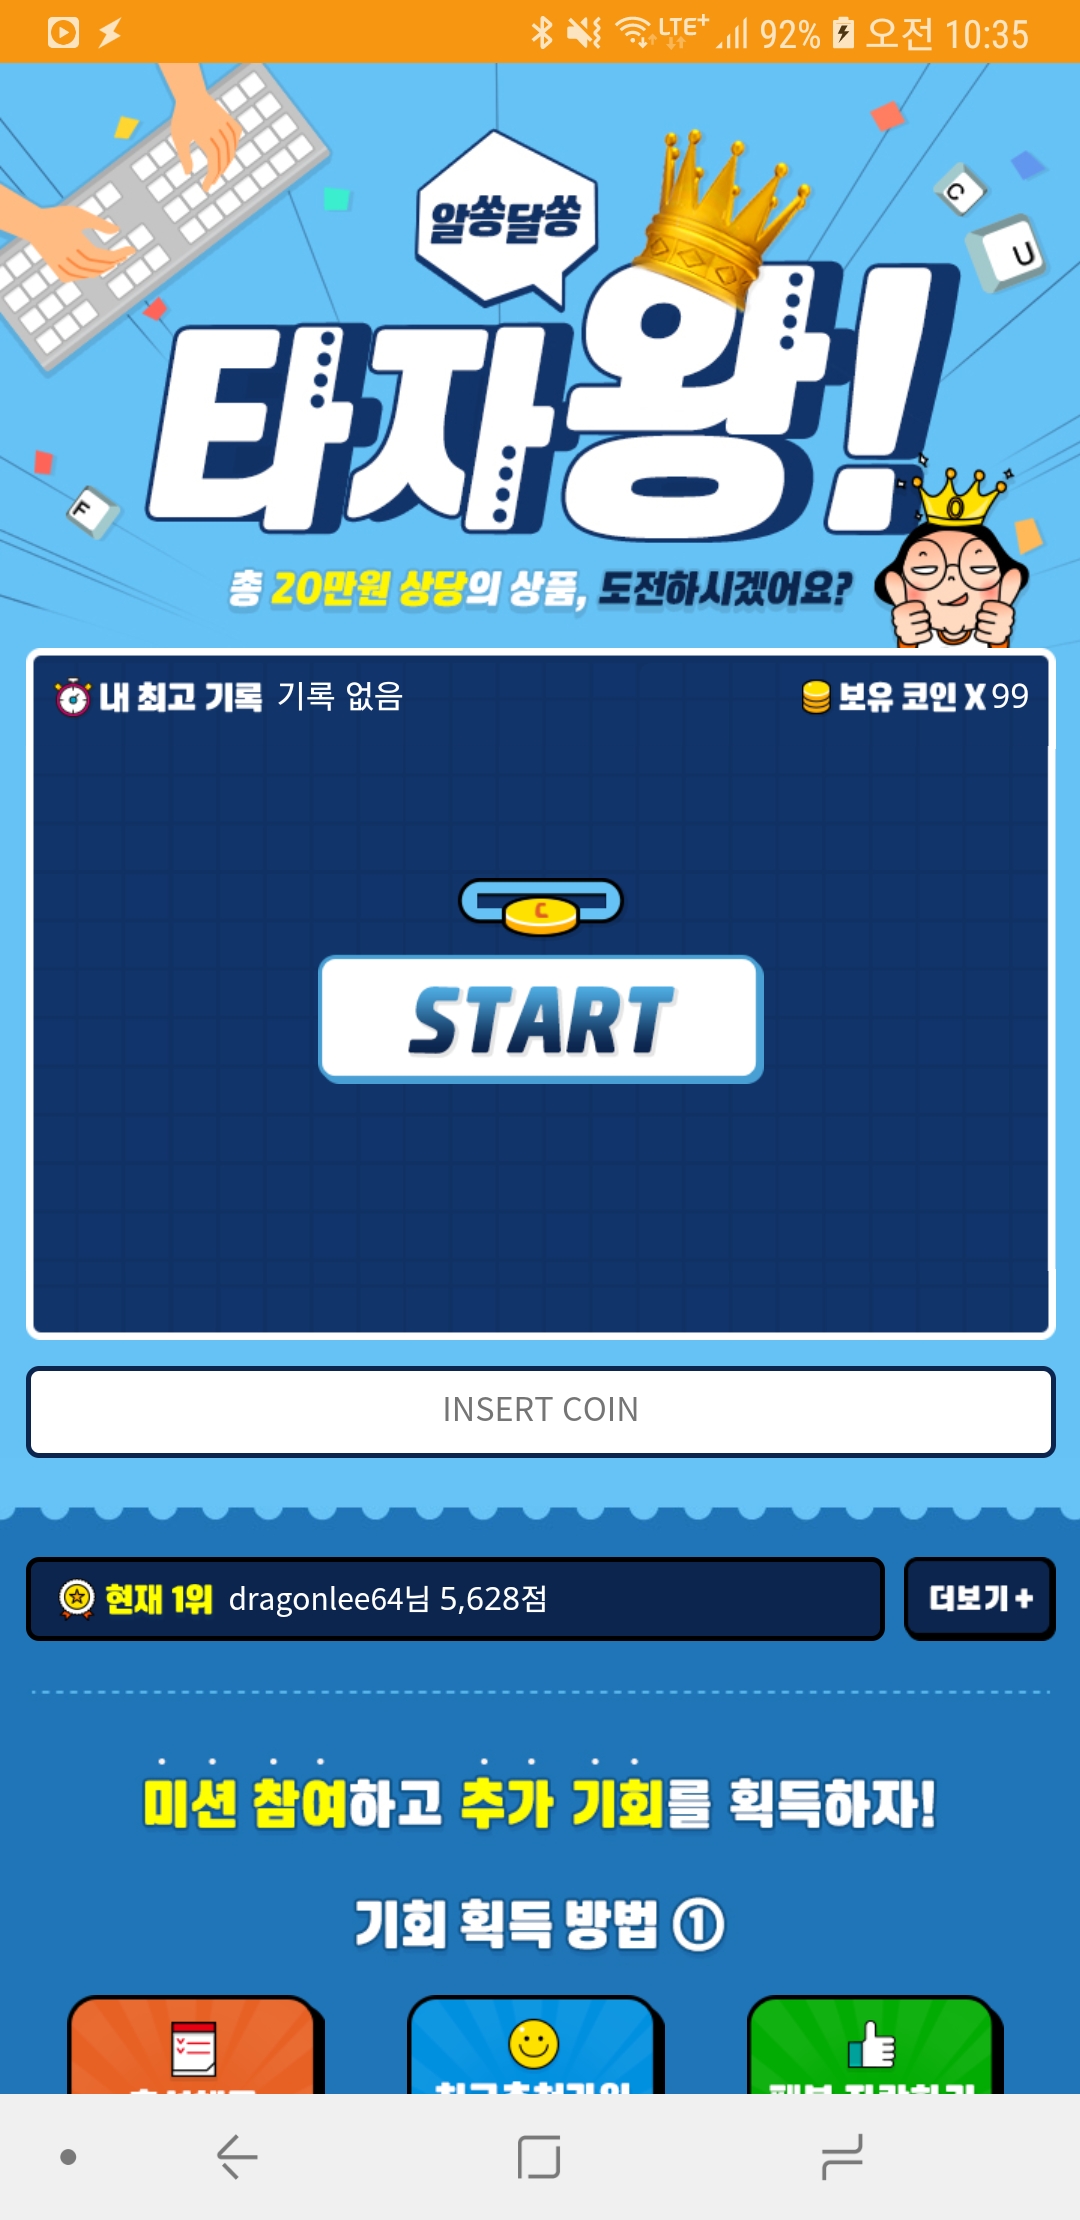 LTE+ 92% 오전 10:35
C
U
알쏭달쏭
타자왕!
F
총 20만원 상당의 상품, 도전하시겠어요?
내 최고 기록 기록 없음
보유 코인 X 99
C
START
INSERT COIN
현재 1위 dragonlee64님 5,628점
더보기 +
미션 참여하고 추가 기회를 획득하자!
기회 획득 방법 ①